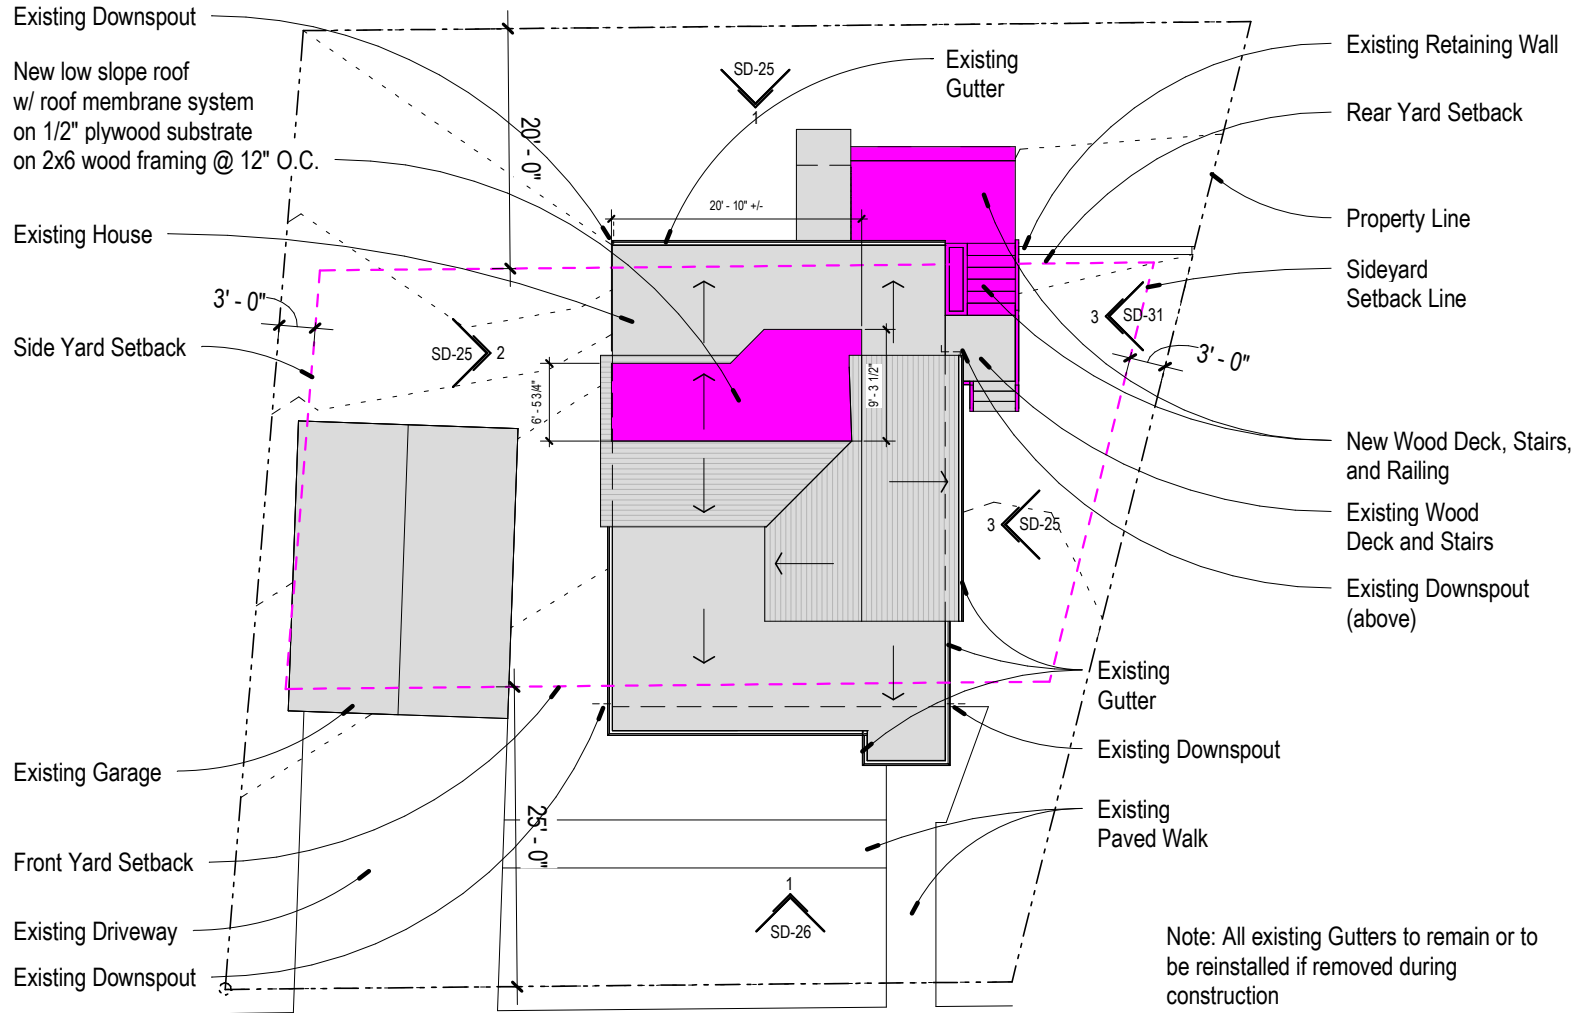 Existing Downspout
New low slope roof
w/ roof membrane system
on 1/2" plywood substrate
on 2x6 wood framing @ 12" O.C.
Existing House
3' - 0"
Side Yard Setback
Existing Garage
Front Yard Setback
Existing Driveway
Existing Downspout
20' - 0"
SD-25
1
Existing
Gutter
20' - 10" +/-
SD-25
2
6' - 5 3/4"
9' - 3 1/2"
3
SD-31
3' - 0"
3
SD-25
25' - 0"
1
SD-26
Existing Retaining Wall
Rear Yard Setback
Property Line
Sideyard
Setback Line
New Wood Deck, Stairs,
and Railing
Existing Wood
Deck and Stairs
Existing Downspout
(above)
Existing
Gutter
Existing Downspout
Existing
Paved Walk
Note: All existing Gutters to remain or to
be reinstalled if removed during
construction